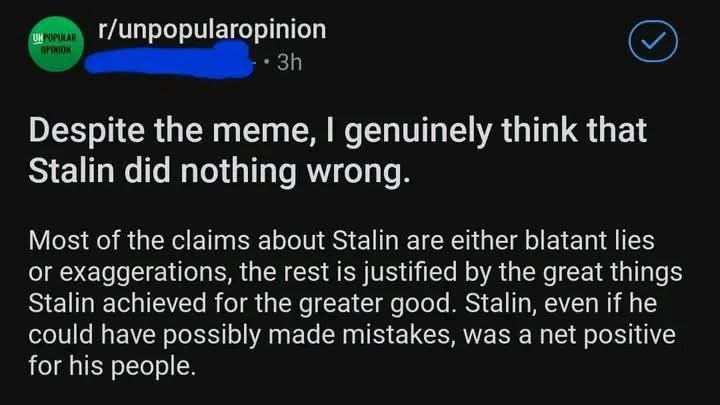 UNPOPULAR
OPINION
r/unpopularopinion
• 3h
Despite the meme, I genuinely think that
Stalin did nothing wrong.
Most of the claims about Stalin are either blatant lies
or exaggerations, the rest is justified by the great things
Stalin achieved for the greater good. Stalin, even if he
could have possibly made mistakes, was a net positive
for his people.